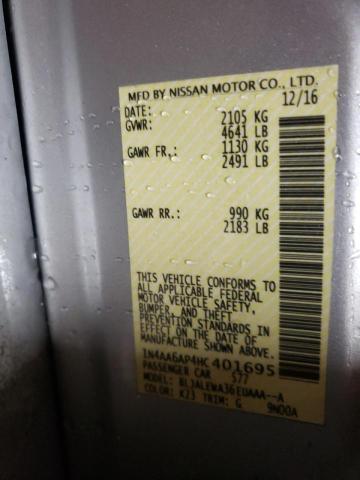 MFD BY NISSAN MOTOR CO., LTD.
DATE: 12/16
GVWR: 2105 KG
4641 LB
GAWR FR.: 1130 KG
2491 LB
GAWR RR.: 990 KG
2183 LB
THIS VEHICLE CONFORMS TO
ALL APPLICABLE FEDERAL
MOTOR VEHICLE SAFETY,
BUMPER, AND THEFT
PREVENTION STANDARDS
IN EFFECT ON THE DATE OF
MANUFACTURE SHOWN ABOVE.
1N4AA6AP4HC401695
PASSENGER CAR 577
MODEL: BLJALEWA36EUAAA--A
COLOR: K23 TRIM: G 9N00A